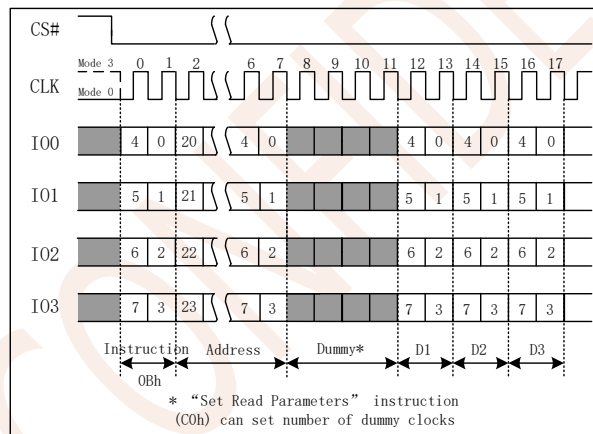 CS#
Mode 3 0 1 2 6 7 8 9 10 11 12 13 14 15 16 17
CLK
Mode 0
IO0 4 0 20 4 0 4 0 4 0 4 0
IO1 5 1 21 5 1 5 1 5 1 5 1
IO2 6 2 22 6 2 6 2 6 2 6 2
IO3 7 3 23 7 3 7 3 7 3 7 3
Instruction Address Dummy* D1 D2 D3
0Bh
* “Set Read Parameters” instruction
(C0h) can set number of dummy clocks